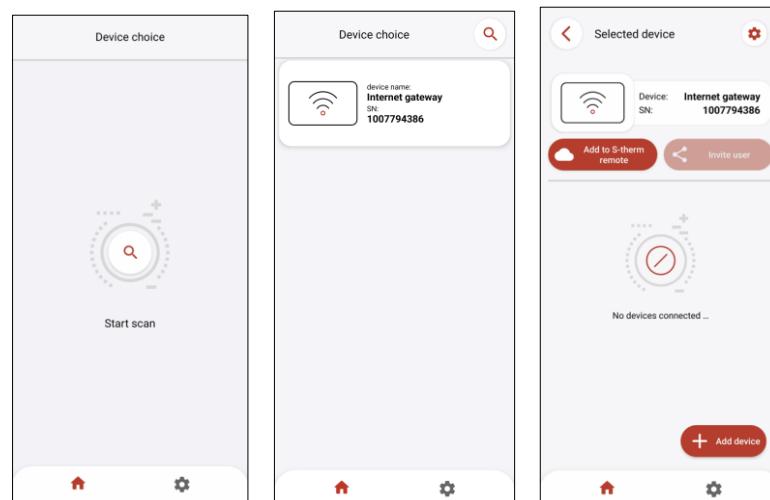 Device choice
Start scan
Device choice
device name:
Internet gateway
SN:
1007794386
Selected device
Device: Internet gateway
SN: 1007794386
Add to S-therm
remote
Invite user
No devices connected ...
Add device